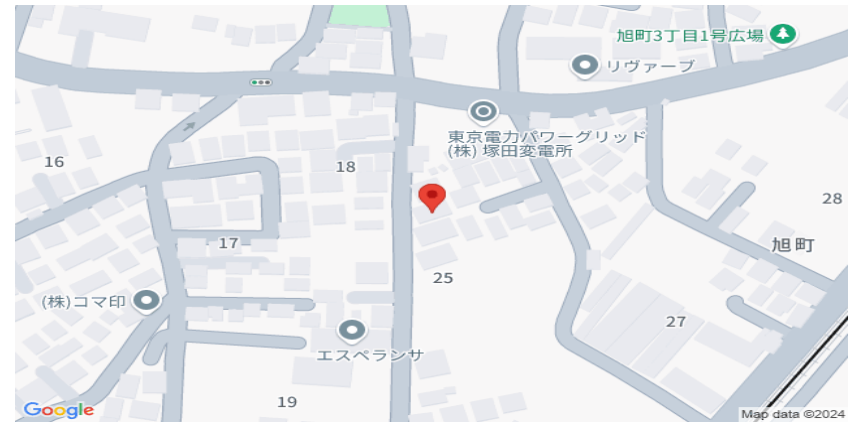 旭町3丁目1号広場
リヴァーブ
東京電力パワーグリッド
(株) 塚田変電所
16
18
28
旭町
17
25
(株)コマ印
27
エスペランサ
19
Google
Map data ©2024